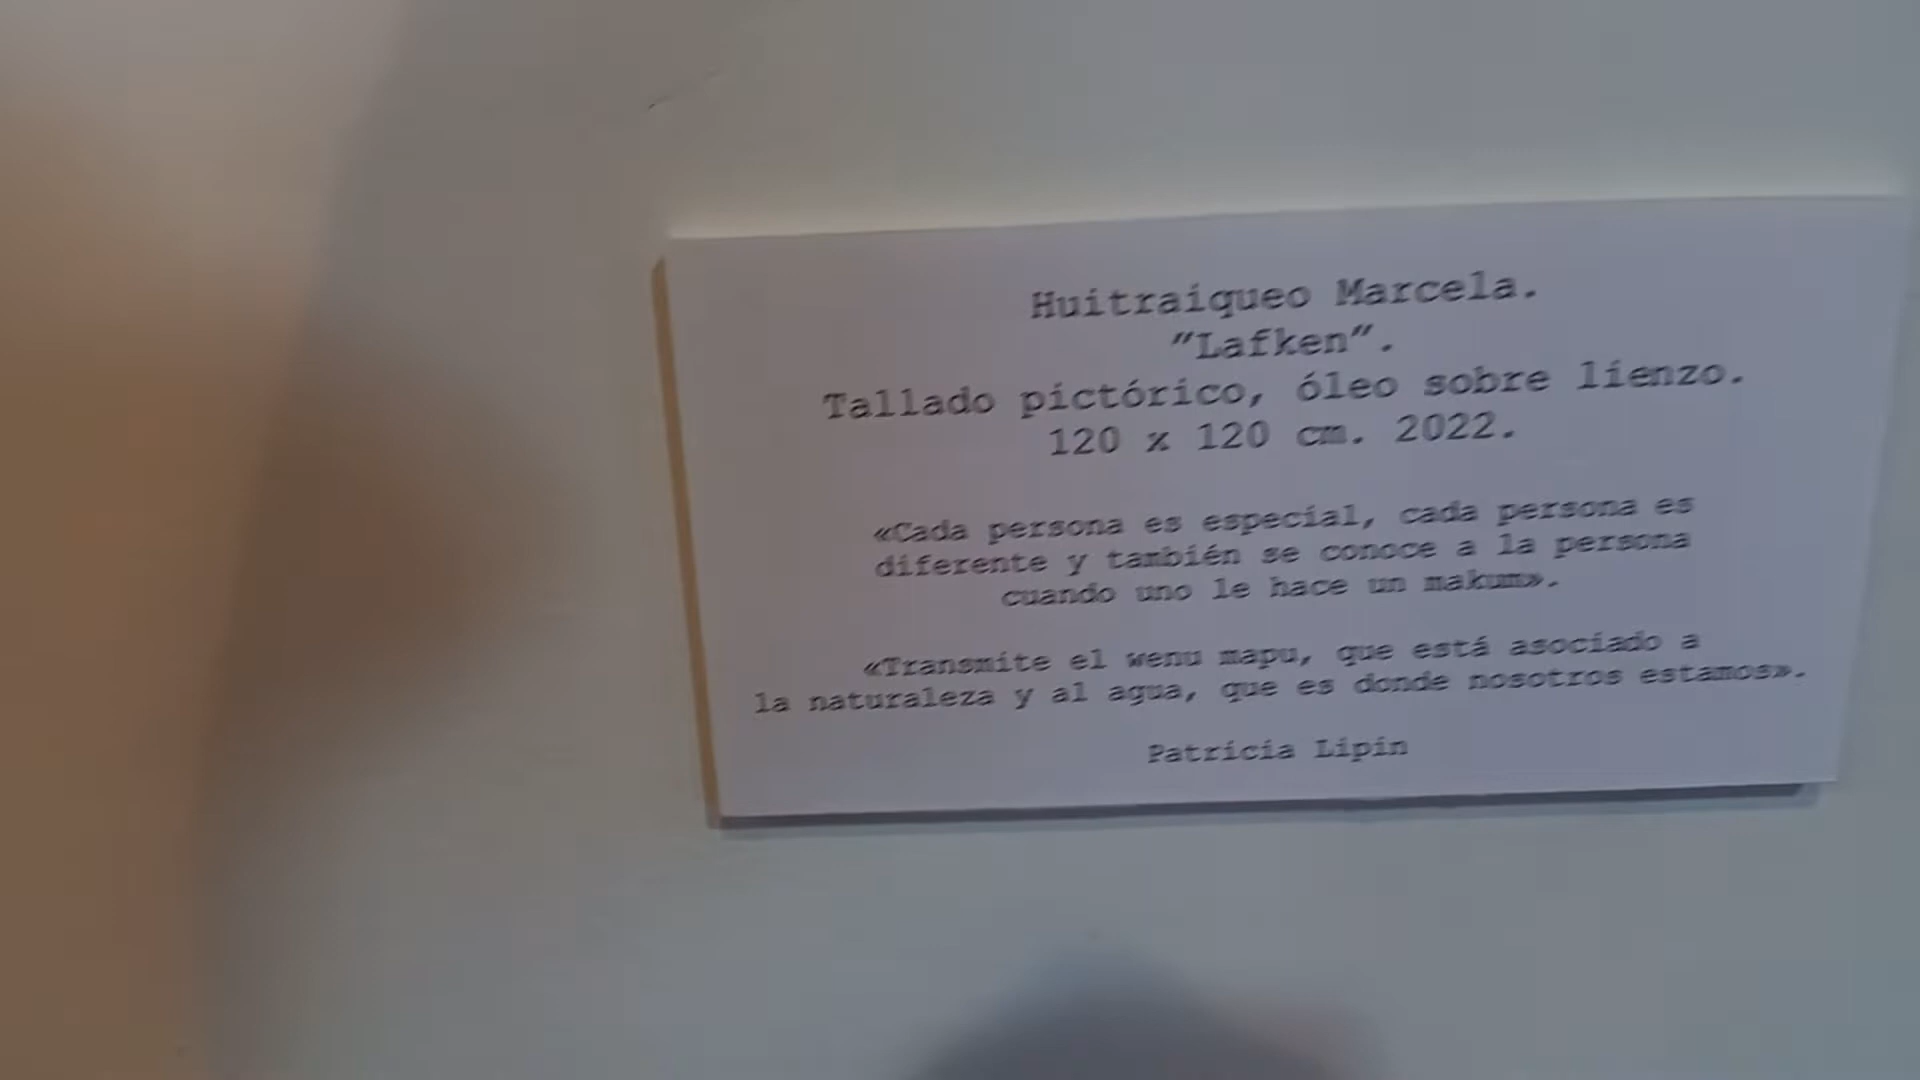 Huitraiqueo Marcela.
"Lafken".
Tallado pictórico, óleo sobre lienzo.
120 x 120 cm. 2022.
«Cada persona es especial, cada persona es
diferente y también se conoce a la persona
cuando uno le hace un makum».
«Transmite el wenu mapu, que está asociado a
la naturaleza y al agua, que es donde nosotros estamos».
Patricia Lipin